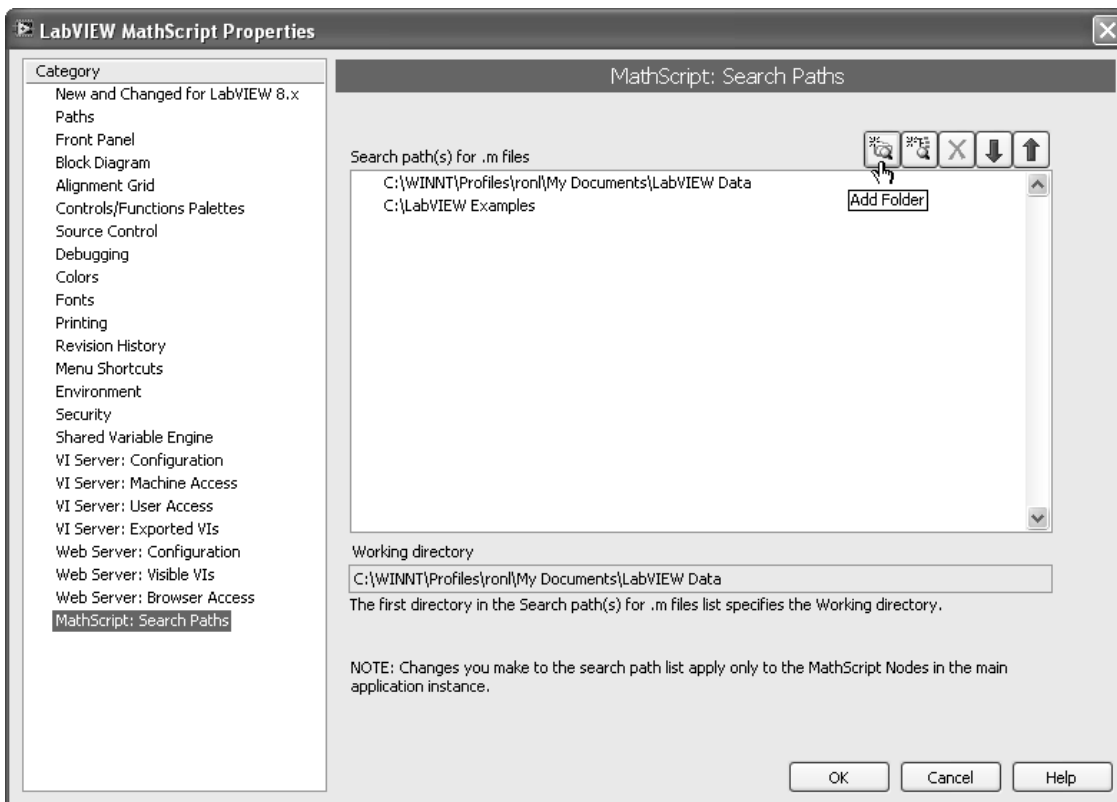 LabVIEW MathScript Properties
Category
New and Changed for LabVIEW 8.x
Paths
Front Panel
Block Diagram
Alignment Grid
Controls/Functions Palettes
Source Control
Debugging
Colors
Fonts
Printing
Revision History
Menu Shortcuts
Environment
Security
Shared Variable Engine
VI Server: Configuration
VI Server: Machine Access
VI Server: User Access
VI Server: Exported VIs
Web Server: Configuration
Web Server: Visible VIs
Web Server: Browser Access
MathScript: Search Paths
MathScript: Search Paths
Search path(s) for .m files
C:\WINNT\Profiles\ronl\My Documents\LabVIEW Data
C:\LabVIEW Examples
Add Folder
Working directory
C:\WINNT\Profiles\ronl\My Documents\LabVIEW Data
The first directory in the Search path(s) for .m files list specifies the Working directory.
NOTE: Changes you make to the search path list apply only to the MathScript Nodes in the main
application instance.
OK
Cancel
Help